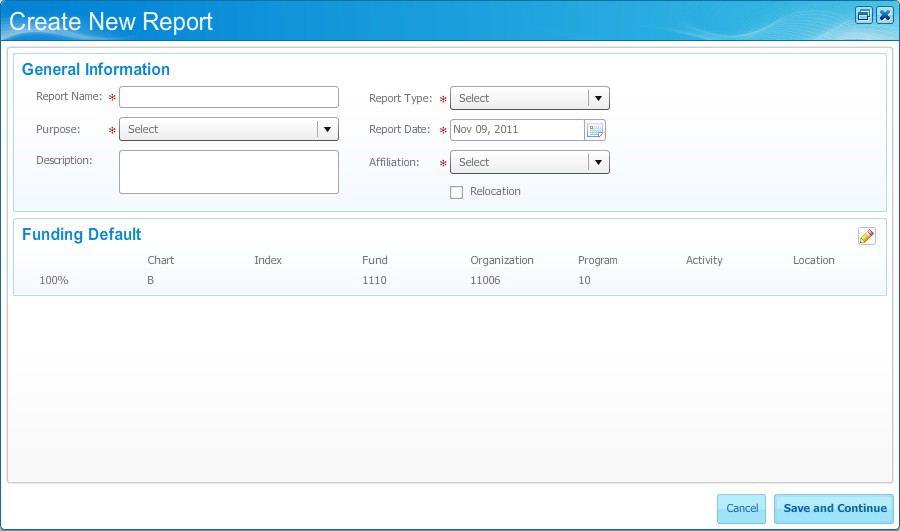 Create New Report
General Information
Report Name: * Report Type: * Select
Purpose: * Select Report Date: * Nov 09, 2011
Description: Affiliation: * Select
Relocation
Funding Default
Chart Index Fund Organization Program Activity Location
100% B 1110 11006 10
Cancel Save and Continue